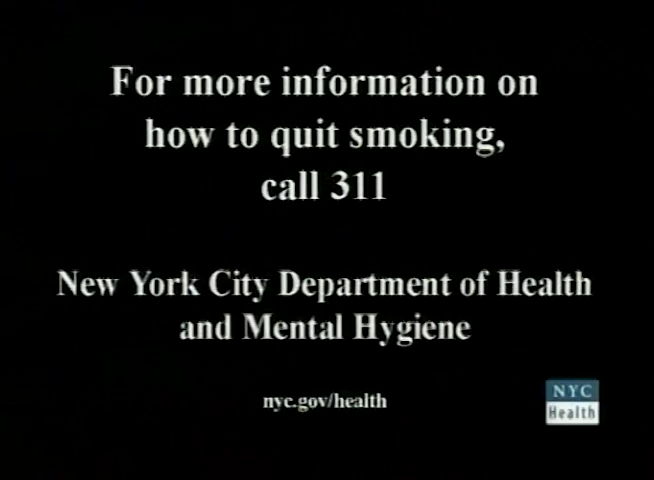 For more information on
how to quit smoking,
call 311
New York City Department of Health
and Mental Hygiene
nyc.gov/health
NYC
Health